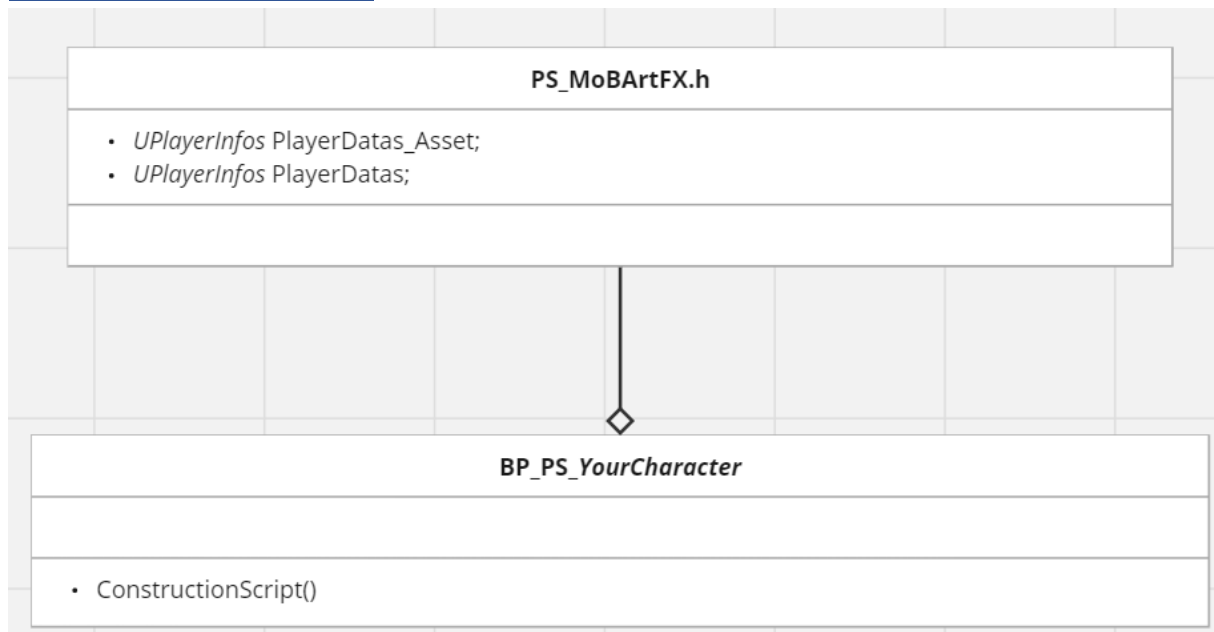 PS_MoBArtFX.h
• UPlayerInfos PlayerDatas_Asset;
• UPlayerInfos PlayerDatas;
BP_PS_YourCharacter
• ConstructionScript()